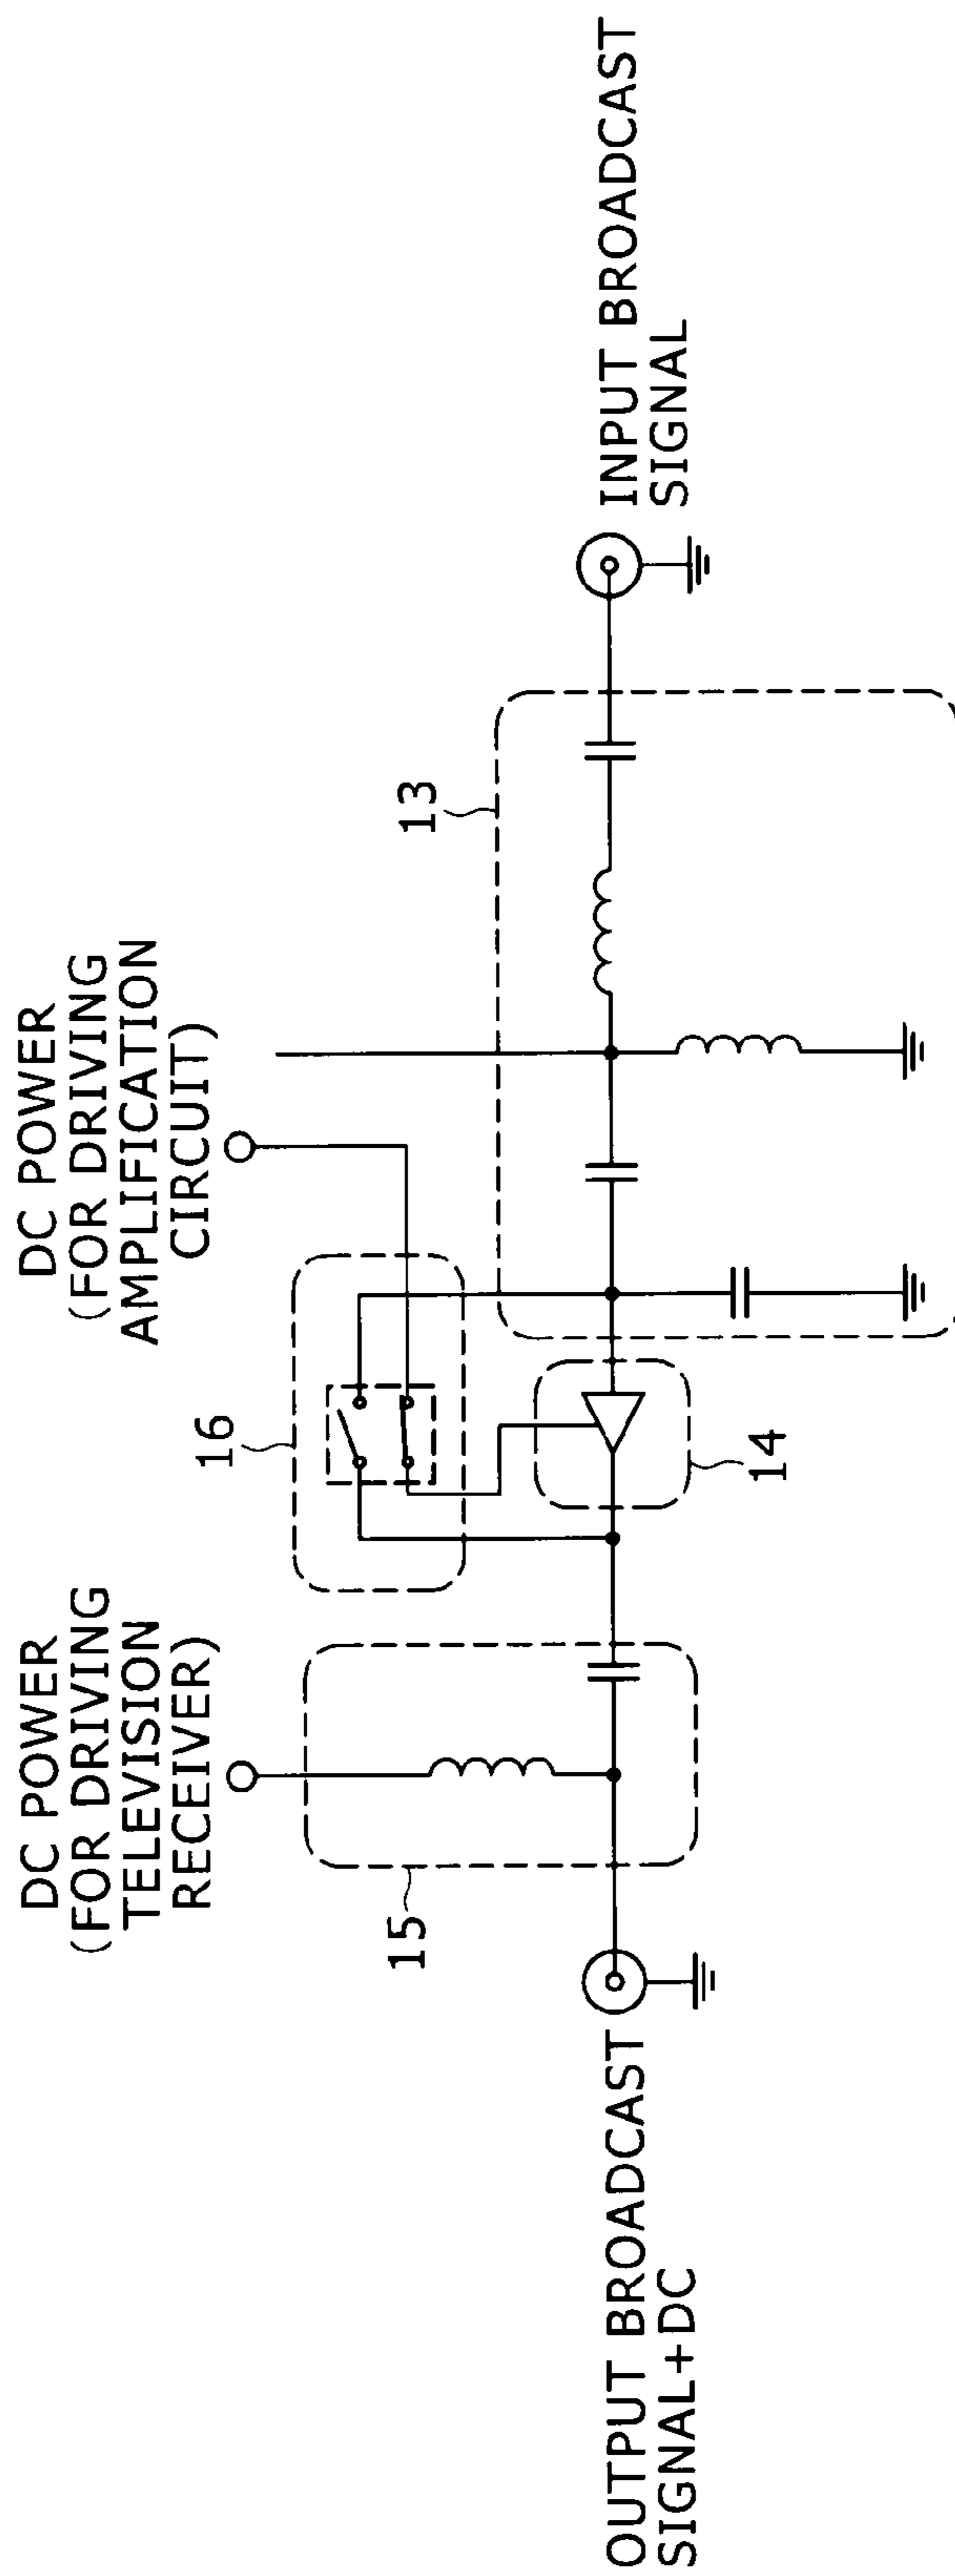 DC POWER
(FOR DRIVING
TELEVISION
RECEIVER)
DC POWER
(FOR DRIVING
AMPLIFICATION
CIRCUIT)
16
13
15
14
OUTPUT BROADCAST
SIGNAL+DC
INPUT BROADCAST
SIGNAL